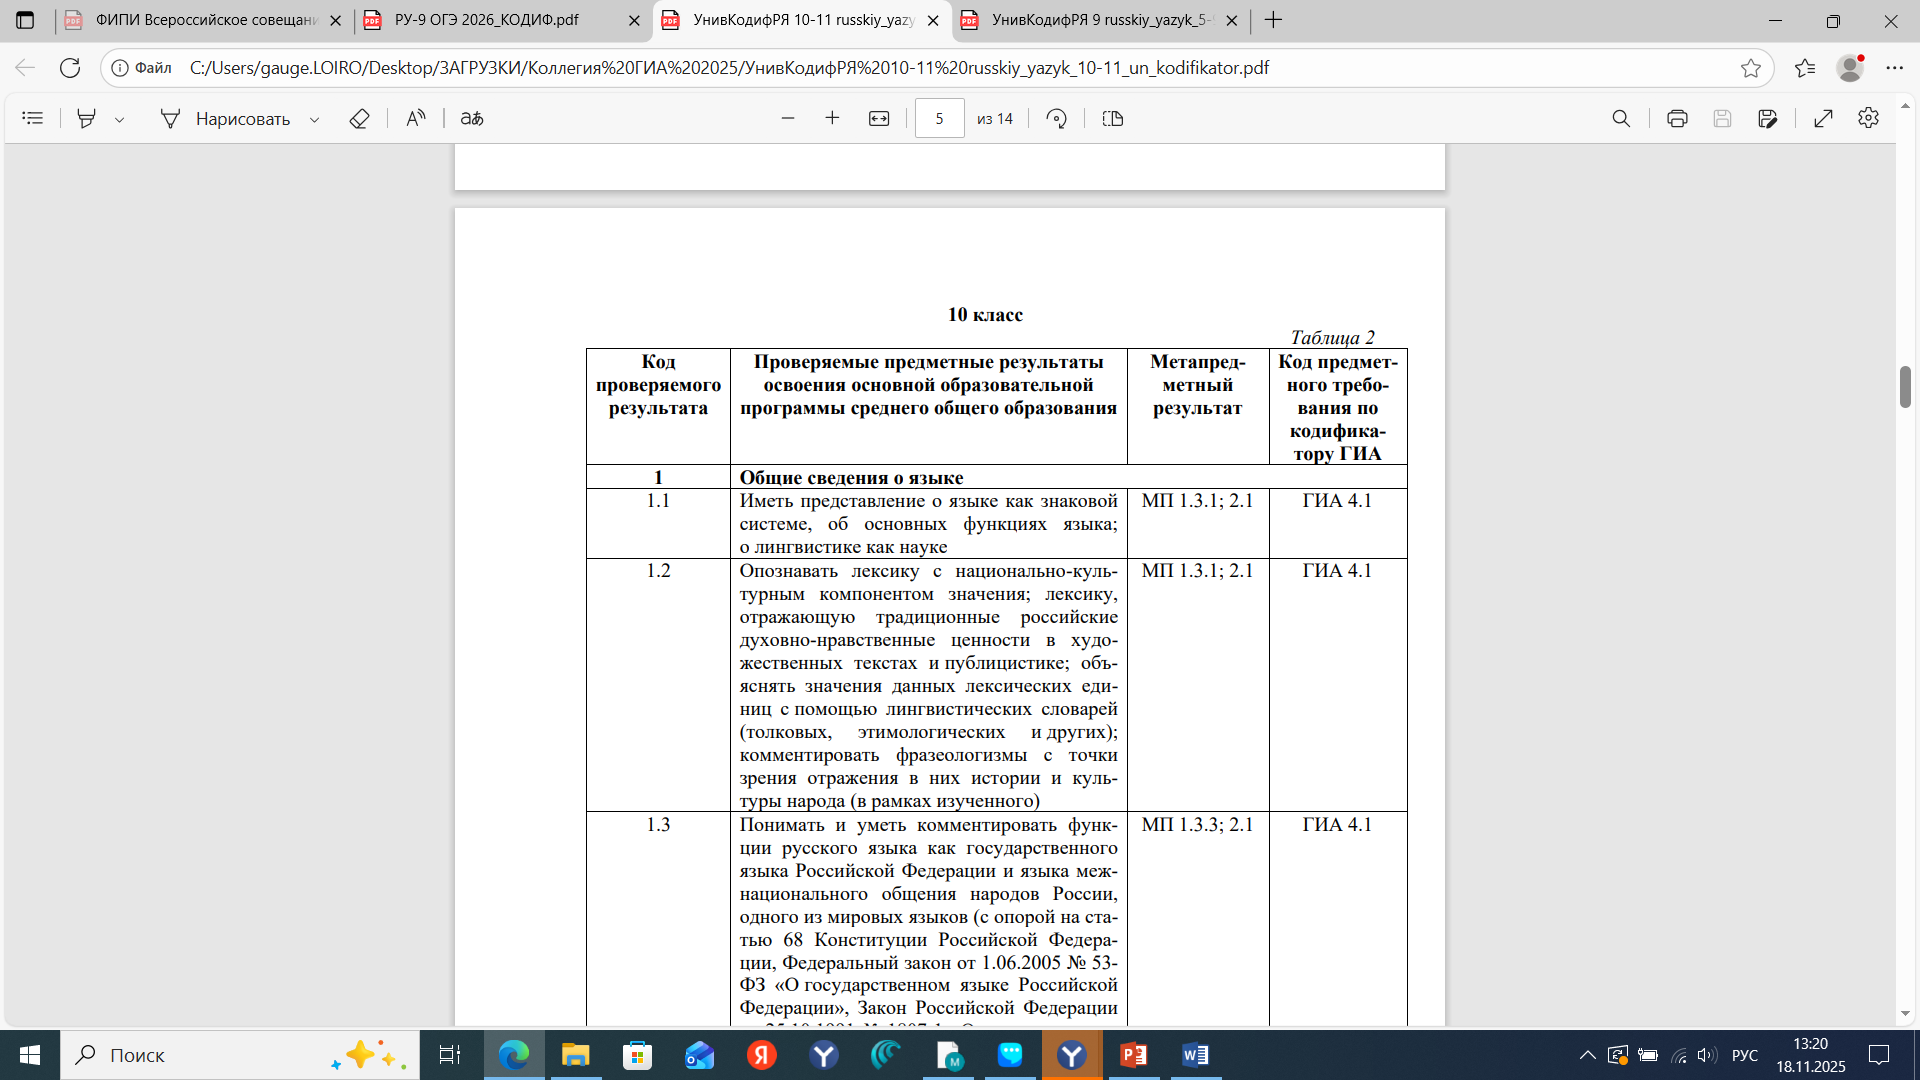 ФИПИ Всероссийское совещани
РУ-9 ОГЭ 2026_КОДИФ.pdf
УнивКодифРЯ 10-11 russkiy_yazy
УнивКодифРЯ 9 russkiy_yazyk_5-
Файл
C:/Users/gauge.LOIRO/Desktop/ЗАГРУЗКИ/Коллегия%20ГИА%202025/УнивКодифРЯ%2010-11%20russkiy_yazyk_10-11_un_kodifikator.pdf
Нарисовать
5 из 14
10 класс
Таблица 2
Код
проверяемого
результата
Проверяемые предметные результаты
освоения основной образовательной
программы среднего общего образования
Метапред-
метный
результат
Код предмет-
ного требо-
вания по
кодифика-
тору ГИА
1
Общие сведения о языке
1.1
Иметь представление о языке как знаковой
системе, об основных функциях языка;
о лингвистике как науке
МП 1.3.1; 2.1
ГИА 4.1
1.2
Опознавать лексику с национально-куль-
турным компонентом значения; лексику,
отражающую традиционные российские
духовно-нравственные ценности в худо-
жественных текстах и публицистике; объ-
яснять значения данных лексических еди-
ниц с помощью лингвистических словарей
(толковых, этимологических и других);
комментировать фразеологизмы с точки
зрения отражения в них истории и куль-
туры народа (в рамках изученного)
МП 1.3.1; 2.1
ГИА 4.1
1.3
Понимать и уметь комментировать функ-
ции русского языка как государственного
языка Российской Федерации и языка меж-
национального общения народов России,
одного из мировых языков (с опорой на ста-
тью 68 Конституции Российской Федера-
ции, Федеральный закон от 1.06.2005 № 53-
ФЗ «О государственном языке Российской
Федерации», Закон Российской Федерации
МП 1.3.3; 2.1
ГИА 4.1
Поиск
РУС
13:20
18.11.2025